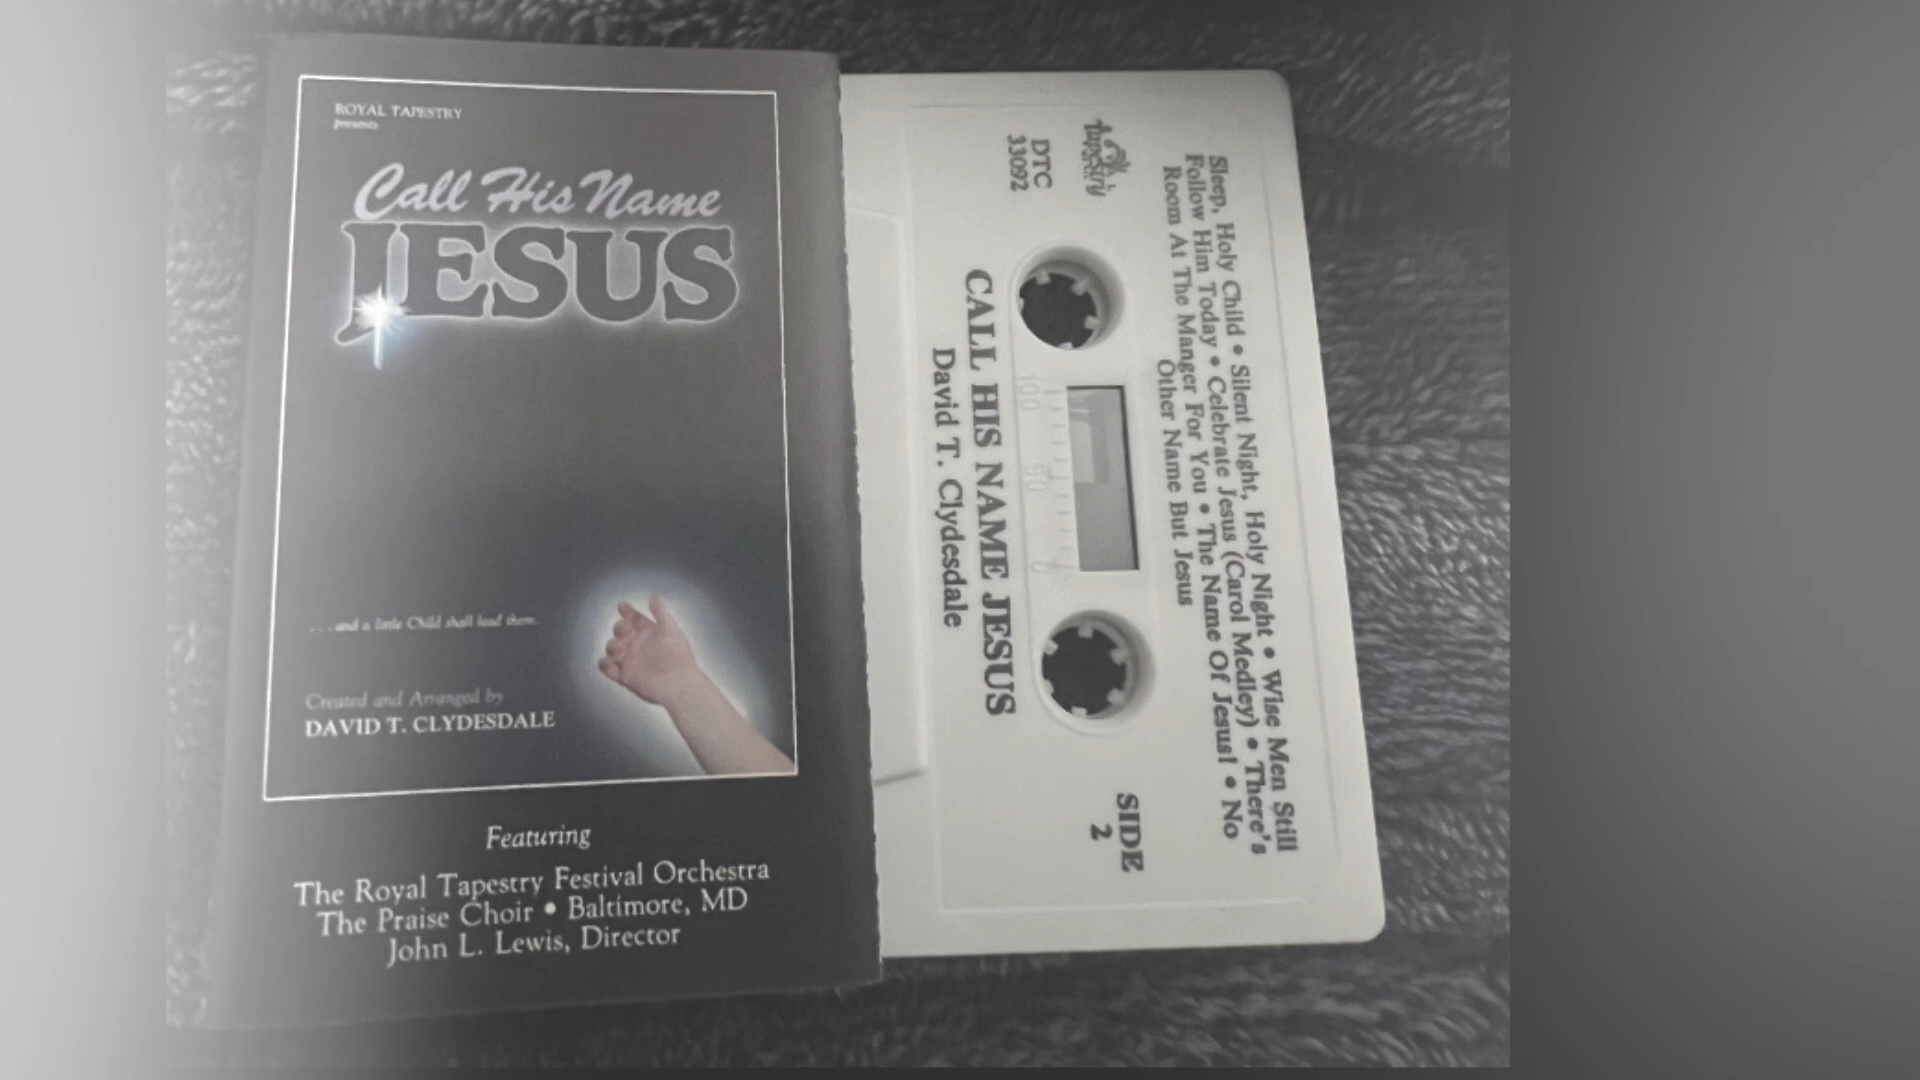 ROYAL TAPESTRY
presents
Call His Name
JESUS
. . . and a little Child shall lead them.
Created and Arranged by
DAVID T. CLYDESDALE
Featuring
The Royal Tapestry Festival Orchestra
The Praise Choir • Baltimore, MD
John L. Lewis, Director
Sleep, Holy Child • Silent Night, Holy Night • Wise Men Still
Follow Him Today • Celebrate Jesus (Carol Medley) • There's
Room At The Manger For You • The Name Of Jesus! • No
Other Name But Jesus
Tapestry
DTC
33092
SIDE
2
100 50 0
CALL HIS NAME JESUS
David T. Clydesdale